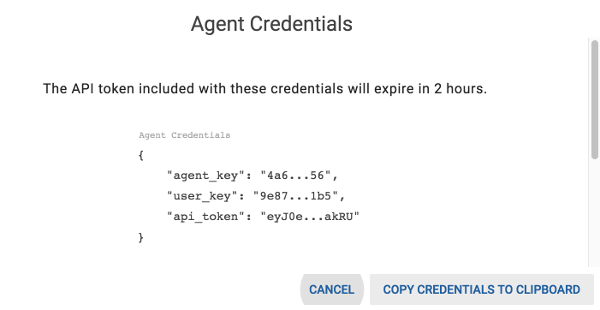 Agent Credentials
The API token included with these credentials will expire in 2 hours.
Agent Credentials
{
"agent_key": "4a6...56",
"user_key": "9e87...1b5",
"api_token": "eyJ0e...akRU"
}
CANCEL
COPY CREDENTIALS TO CLIPBOARD